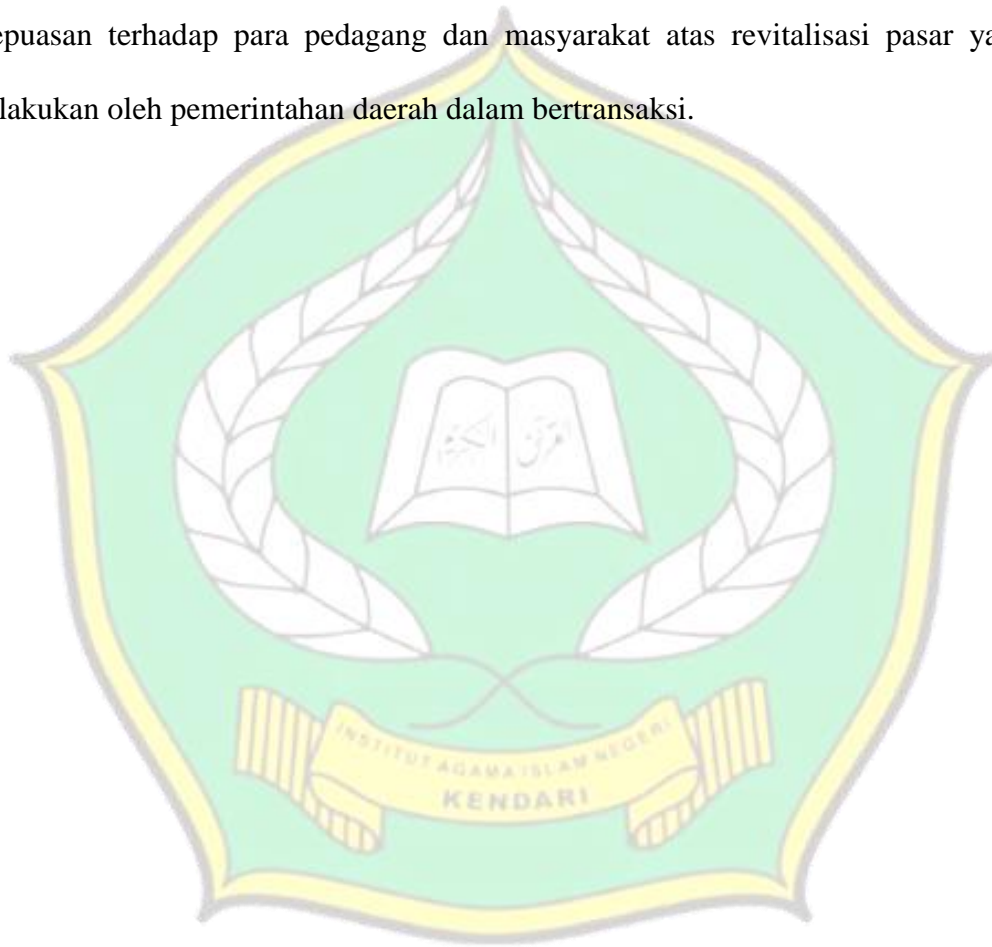 epuasan terhadap para pedagang dan masyarakat atas revitalisasi pasar ya
lakukan oleh pemerintahan daerah dalam bertransaksi.
INSTITUT AGAMA ISLAM NEGERI
KENDARI